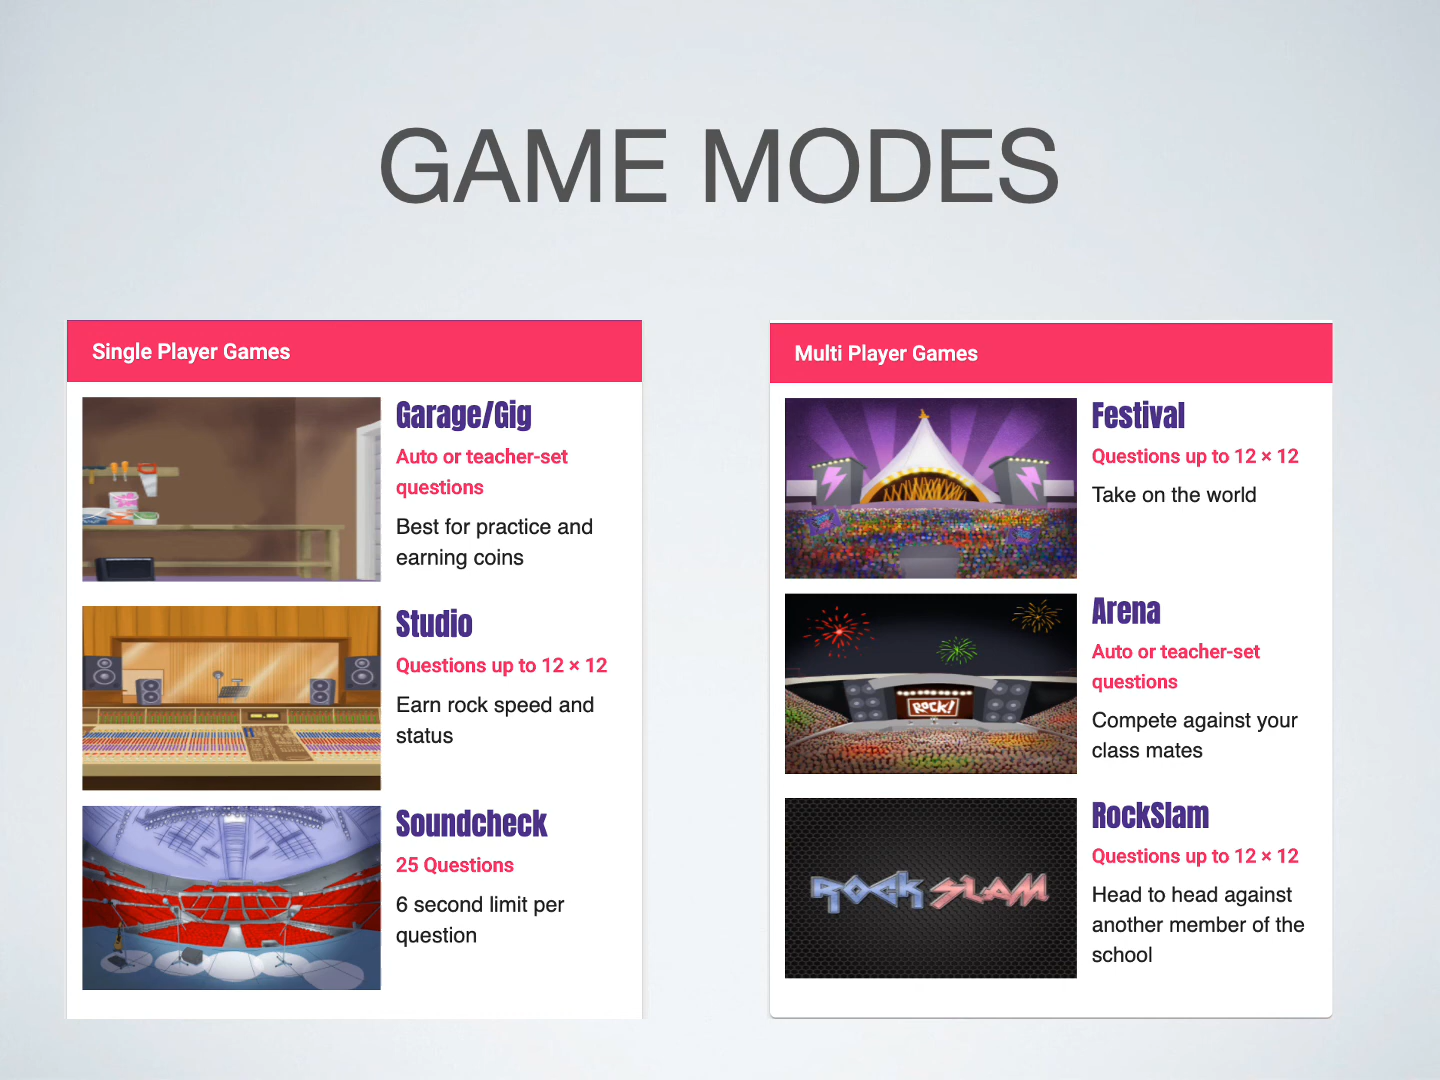 GAME MODES
Single Player Games
Garage/Gig
Auto or teacher-set
questions
Best for practice and
earning coins
Studio
Questions up to 12 × 12
Earn rock speed and
status
Soundcheck
25 Questions
6 second limit per
question
Multi Player Games
Festival
Questions up to 12 × 12
Take on the world
Arena
Auto or teacher-set
questions
Compete against your
class mates
ROCK!
RockSlam
Questions up to 12 × 12
Head to head against
another member of the
school
ROCK SLAM